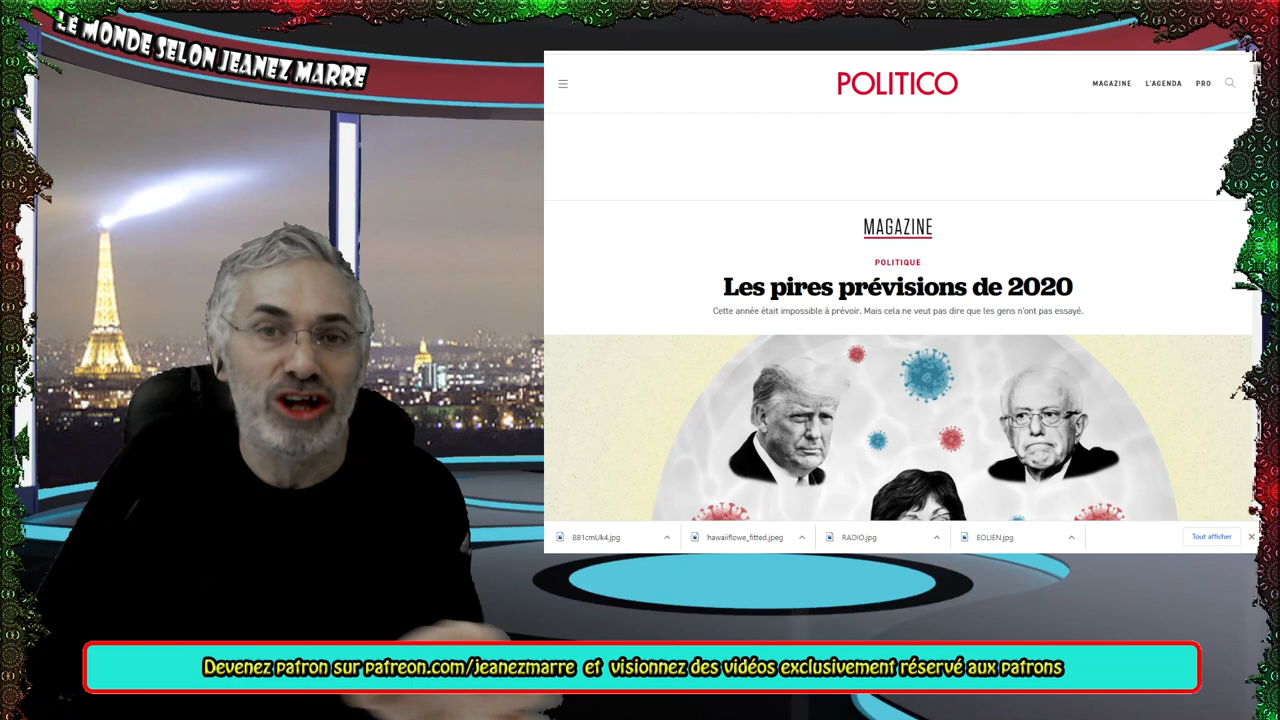 LE MONDE SELON JEANEZ MARRE
POLITICO
MAGAZINE L'AGENDA PRO
MAGAZINE
POLITIQUE
Les pires prévisions de 2020
Cette année était impossible à prévoir. Mais cela ne veut pas dire que les gens n'ont pas essayé.
881cmUk4.jpg hawaiiflowe_fitted.jpeg RADIO.jpg EOLIEN.jpg Tout afficher
Devenez patron sur patreon.com/jeanezmarre et visionnez des vidéos exclusivement réservé aux patrons